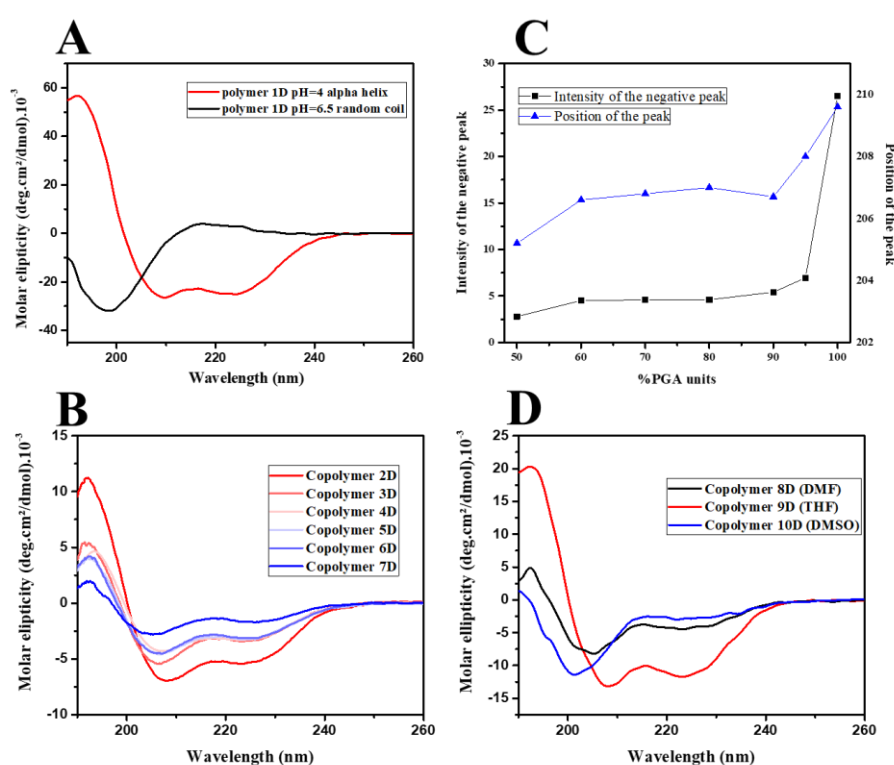 A
polymer 1D pH=4 alpha helix
polymer 1D pH=6.5 random coil
Molar elipticity (deg.cm²/dmol).10⁻³
60
40
20
0
-20
-40
200
220
240
260
Wavelength (nm)
C
Intensity of the negative peak
Position of the peak
Intensity of the negative peak
30
25
20
15
10
5
0
50
60
70
80
90
100
%PGA units
210
208
206
204
202
Position of the peak
B
Copolymer 2D
Copolymer 3D
Copolymer 4D
Copolymer 5D
Copolymer 6D
Copolymer 7D
Molar ellipticity (deg.cm²/dmol).10⁻³
15
10
5
0
-5
-10
200
220
240
260
Wavelength (nm)
D
Copolymer 8D (DMF)
Copolymer 9D (THF)
Copolymer 10D (DMSO)
Molar ellipticity (deg.cm²/dmol).10⁻³
25
20
15
10
5
0
-5
-10
-15
200
220
240
260
Wavelength (nm)